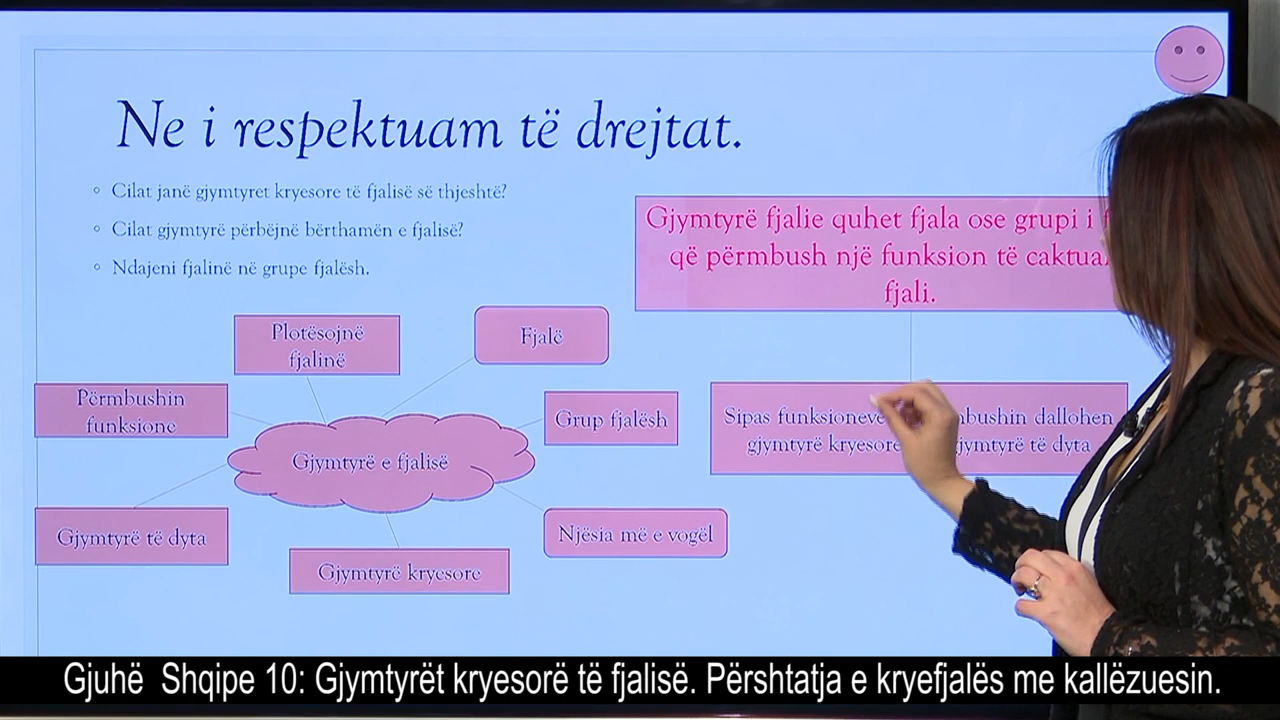 Ne i respektuam të drejtat.
Cilat janë gjymtyret kryesore të fjalisë së thjeshtë?
Cilat gjymtyrë përbëjnë bërthamën e fjalisë?
Ndajeni fjalinë në grupe fjalësh.
Gjymtyrë fjalie quhet fjala ose grupi i
që përmbush një funksion të
fjali.
Plotësojnë
fjalinë
Fjalë
Përmbushin
funksione
Grup fjalësh
Gjymtyrë e fjalisë
Sipas funksioneve dallohen
gjymtyrë kryesore gjymtyrë të dyta
Gjymtyrë të dyta
Njësia më e vogël
Gjymtyrë kryesore
Gjuhë Shqipe 10: Gjymtyrët kryesorë të fjalisë. Përshtatja e kryefjalës me kallëzuesin.